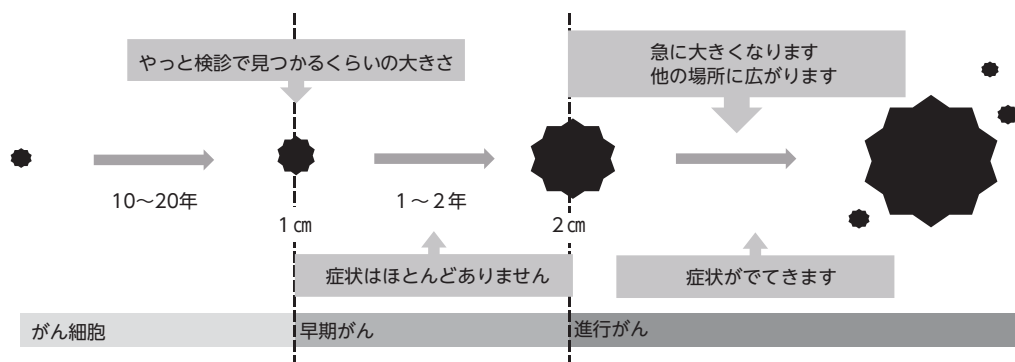 やっと検診で見つかるくらいの大きさ
急に大きくなります
他の場所に広がります
10〜20年
1〜2年
1㎝
2㎝
症状はほとんどありません
症状がでてきます
がん細胞
早期がん
進行がん